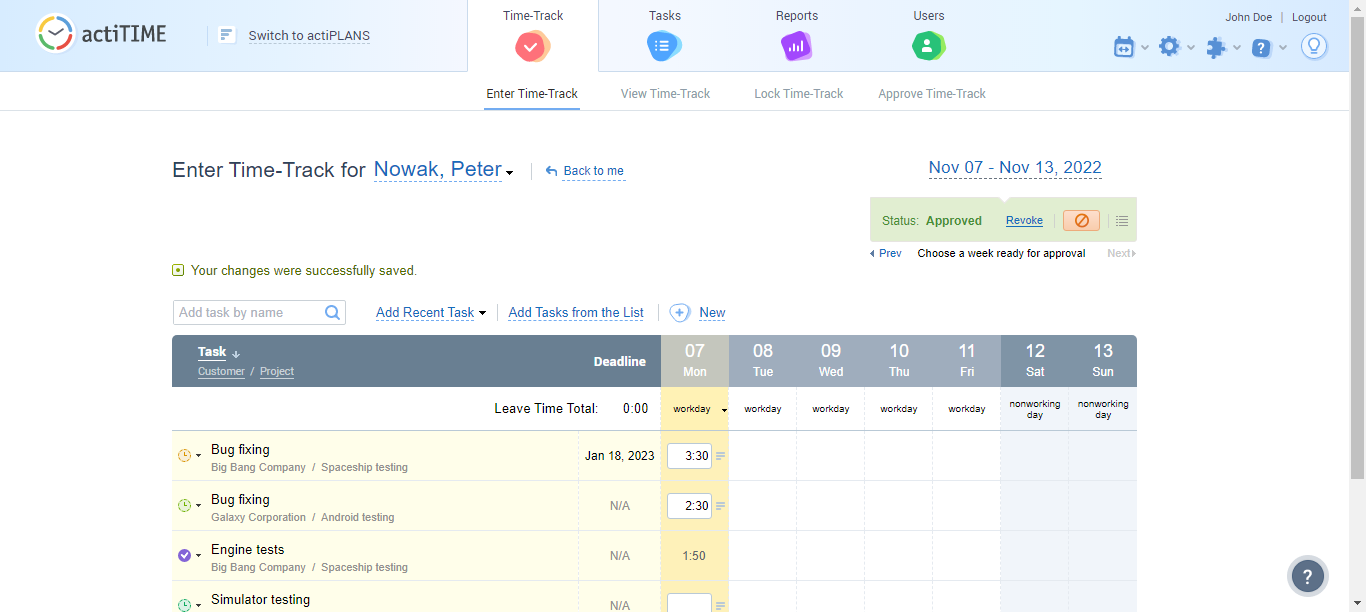 actiTIME
Switch to actiPLANS
Time-Track
Tasks
Reports
Users
John Doe | Logout
Enter Time-Track
View Time-Track
Lock Time-Track
Approve Time-Track
Enter Time-Track for Nowak, Peter
Back to me
Nov 07 - Nov 13, 2022
Status: Approved
Revoke
Prev
Choose a week ready for approval
Next
Your changes were successfully saved.
Add task by name
Add Recent Task
Add Tasks from the List
New
Task
Customer / Project
Deadline
07
Mon
08
Tue
09
Wed
10
Thu
11
Fri
12
Sat
13
Sun
Leave Time Total: 0:00
workday
workday
workday
workday
workday
nonworking
day
nonworking
day
Bug fixing
Big Bang Company / Spaceship testing
Jan 18, 2023
3:30
Bug fixing
Galaxy Corporation / Android testing
N/A
2:30
Engine tests
Big Bang Company / Spaceship testing
N/A
1:50
Simulator testing
N/A
?